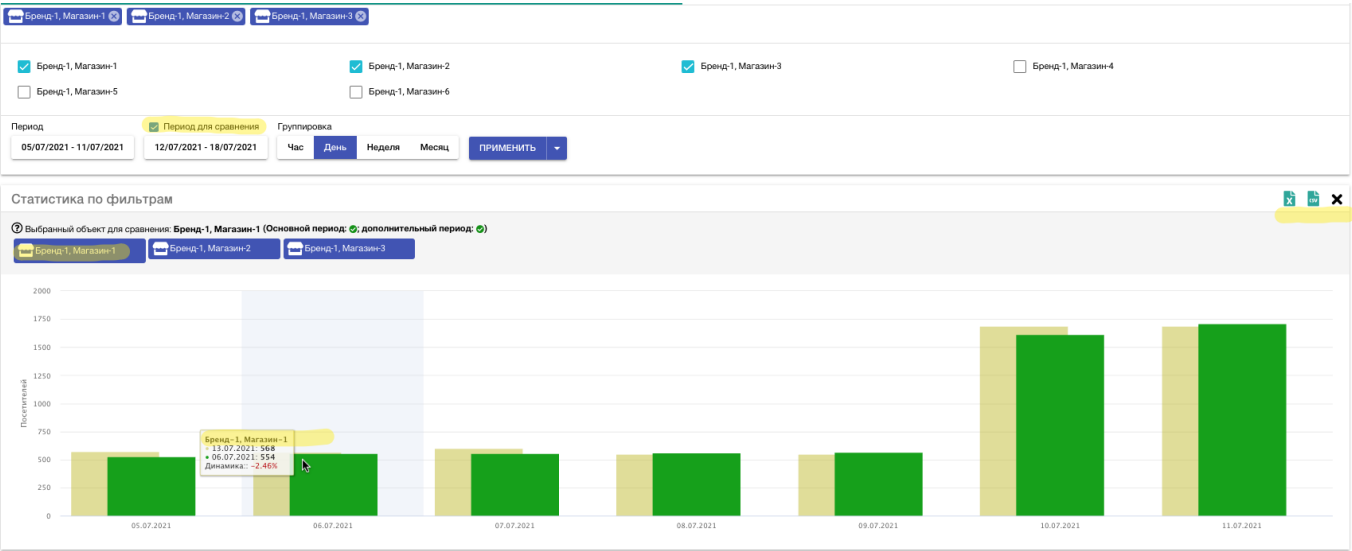 Бренд-1, Магазин-1 Бренд-1, Магазин-2 Бренд-1, Магазин-3
Бренд-1, Магазин-1 Бренд-1, Магазин-2 Бренд-1, Магазин-3 Бренд-1, Магазин-4
Бренд-1, Магазин-5 Бренд-1, Магазин-6
Период Период для сравнения Группировка
05/07/2021 - 11/07/2021 12/07/2021 - 18/07/2021 Час День Неделя Месяц ПРИМЕНИТЬ
Статистика по фильтрам
Выбранный объект для сравнения: Бренд-1, Магазин-1 (Основной период: ; дополнительный период: )
Бренд-1, Магазин-1 Бренд-1, Магазин-2 Бренд-1, Магазин-3
2000
1750
1500
1250
1000
750
500
250
0
Посетителей
Бренд-1, Магазин-1
13.07.2021: 568
06.07.2021: 554
Динамика:: -2.46%
05.07.2021 06.07.2021 07.07.2021 08.07.2021 09.07.2021 10.07.2021 11.07.2021